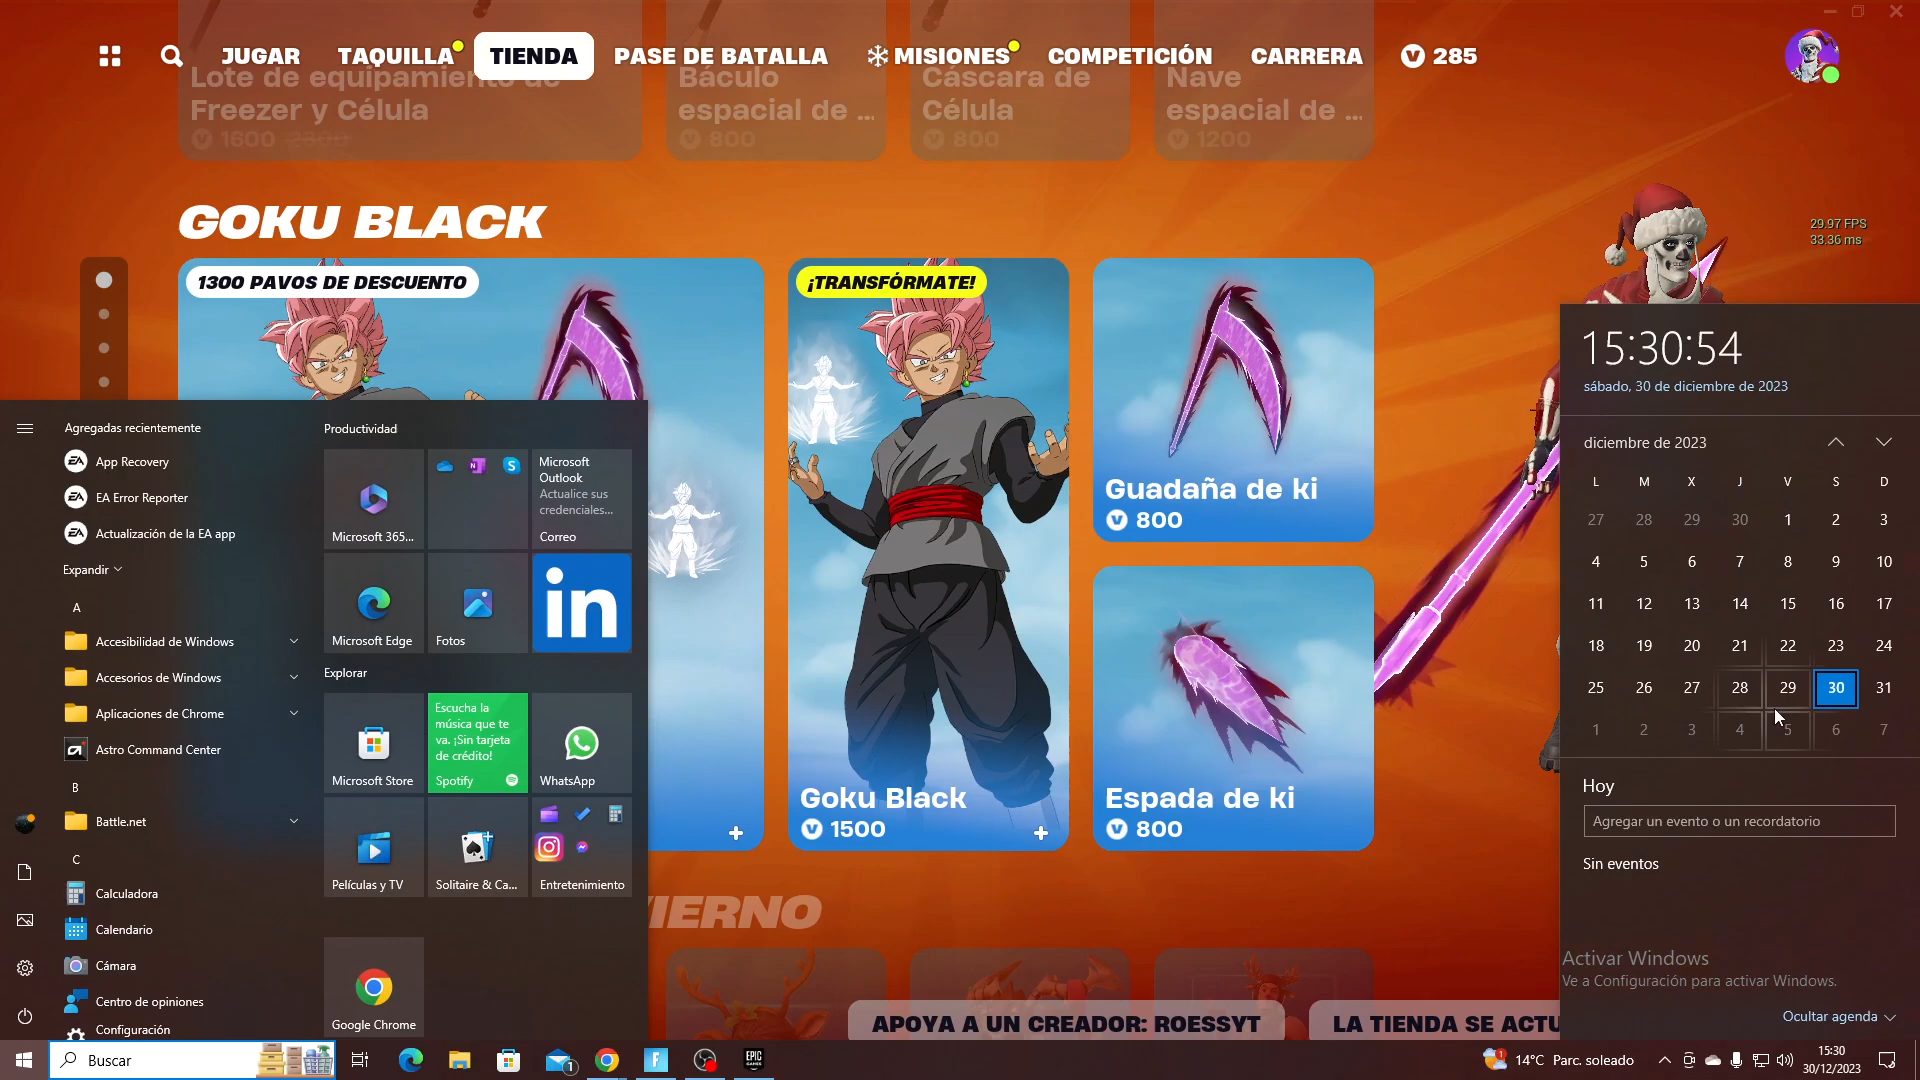 JUGAR
TAQUILLA
TIENDA
PASE DE BATALLA
MISIONES
COMPETICIÓN
CARRERA
285
Lote de equipamiento de
Freezer y Célula
1600 2800
Báculo
espacial de ...
800
Cáscara de
Célula
800
Nave
espacial de ...
1200
29.97 FPS
33.36 ms
GOKU BLACK
1300 PAVOS DE DESCUENTO
¡TRANSFÓRMATE!
Goku Black
1500
Guadaña de ki
800
Espada de ki
800
IERNO
APOYA A UN CREADOR: ROESSYT
LA TIENDA SE ACTU
Agregadas recientemente
App Recovery
EA Error Reporter
Actualización de la EA app
Expandir
A
Accesibilidad de Windows
Accesorios de Windows
Aplicaciones de Chrome
Astro Command Center
B
Battle.net
C
Calculadora
Calendario
Cámara
Centro de opiniones
Configuración
Productividad
Microsoft 365...
Microsoft
Outlook
Actualice sus
credenciales...
Correo
Microsoft Edge
Fotos
in
Explorar
Microsoft Store
Escucha la
música que te
va. ¡Sin tarjeta
de crédito!
Spotify
WhatsApp
Películas y TV
Solitaire & Ca...
Entretenimiento
Google Chrome
15:30:54
sábado, 30 de diciembre de 2023
diciembre de 2023
L M X J V S D
27 28 29 30 1 2 3
4 5 6 7 8 9 10
11 12 13 14 15 16 17
18 19 20 21 22 23 24
25 26 27 28 29 30 31
1 2 3 4 5 6 7
Hoy
Agregar un evento o un recordatorio
Sin eventos
Activar Windows
Ve a Configuración para activar Windows.
Ocultar agenda
Buscar
1
F
EPIC
GAMES
1
14°C Parc. soleado
15:30
30/12/2023